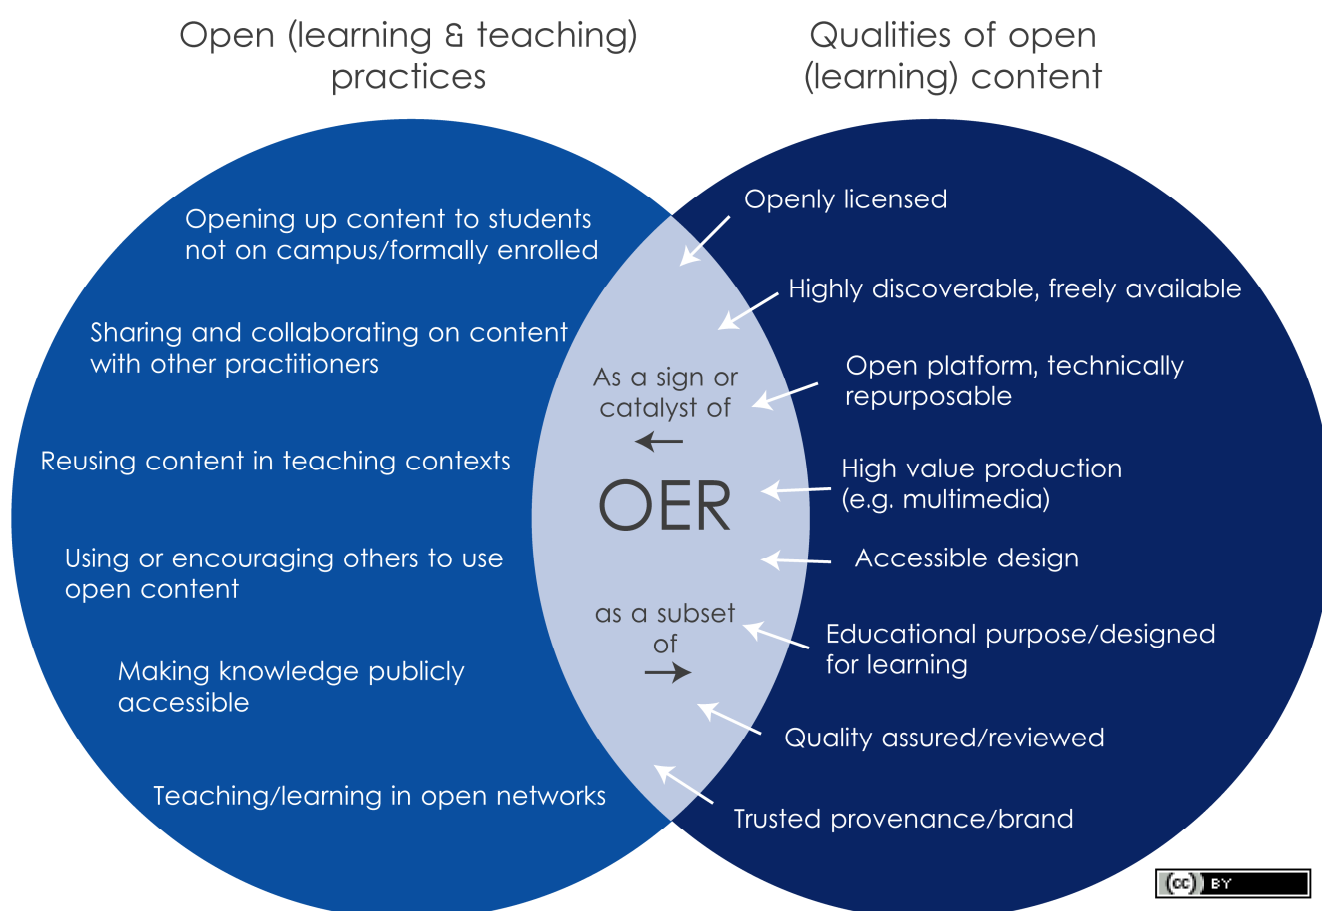 Open (learning & teaching)
practices
Qualities of open
(learning) content
Opening up content to students
not on campus/formally enrolled
Sharing and collaborating on content
with other practitioners
Reusing content in teaching contexts
Using or encouraging others to use
open content
Making knowledge publicly
accessible
Teaching/learning in open networks
As a sign or
catalyst of
OER
as a subset
of
Openly licensed
Highly discoverable, freely available
Open platform, technically
repurposable
High value production
(e.g. multimedia)
Accessible design
Educational purpose/designed
for learning
Quality assured/reviewed
Trusted provenance/brand
(cc) BY